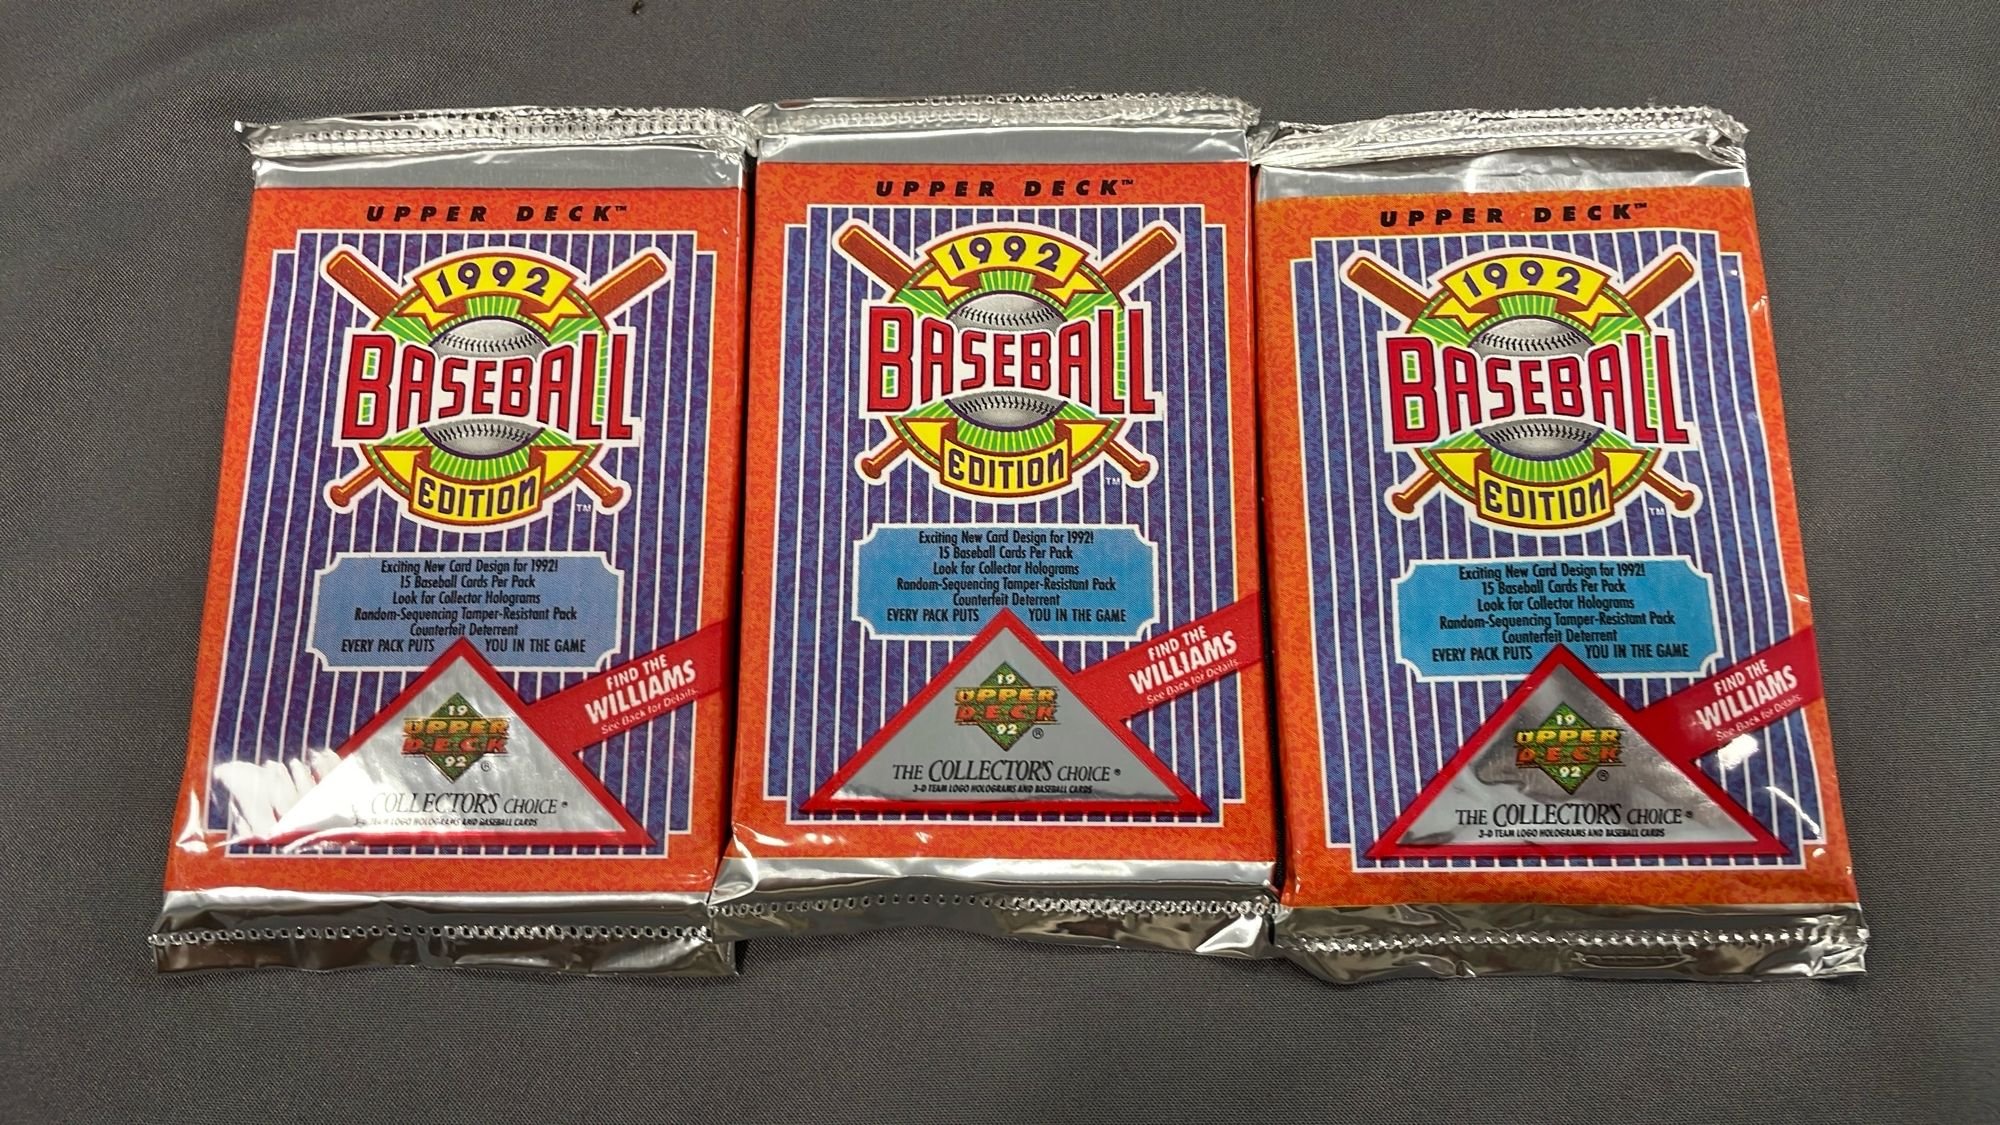 UPPER DECK™
1992
BASEBALL
EDITION
TM
Exciting New Card Design for 1992!
15 Baseball Cards Per Pack
Look for Collector Holograms
Random-Sequencing Tamper-Resistant Pack
Counterfeit Deterrent
EVERY PACK PUTS YOU IN THE GAME
FIND THE
WILLIAMS
See Back for Details.
19
UPPER
DECK
92®
COLLECTOR'S CHOICE®
TEAM LOGO HOLOGRAMS AND BASEBALL CARDS
UPPER DECK™
1992
BASEBALL
EDITION
TM
Exciting New Card Design for 1992!
15 Baseball Cards Per Pack
Look for Collector Holograms
Random-Sequencing Tamper-Resistant Pack
Counterfeit Deterrent
EVERY PACK PUTS YOU IN THE GAME
FIND THE
WILLIAMS
See Back for Details.
19
UPPER
DECK
92®
THE COLLECTOR'S CHOICE®
3-D TEAM LOGO HOLOGRAMS AND BASEBALL CARDS
UPPER DECK™
1992
BASEBALL
EDITION
TM
Exciting New Card Design for 1992!
15 Baseball Cards Per Pack
Look for Collector Holograms
Random-Sequencing Tamper-Resistant Pack
Counterfeit Deterrent
EVERY PACK PUTS YOU IN THE GAME
FIND THE
WILLIAMS
See Back for Details.
19
UPPER
DECK
92®
THE COLLECTOR'S CHOICE®
3-D TEAM LOGO HOLOGRAMS AND BASEBALL CARDS